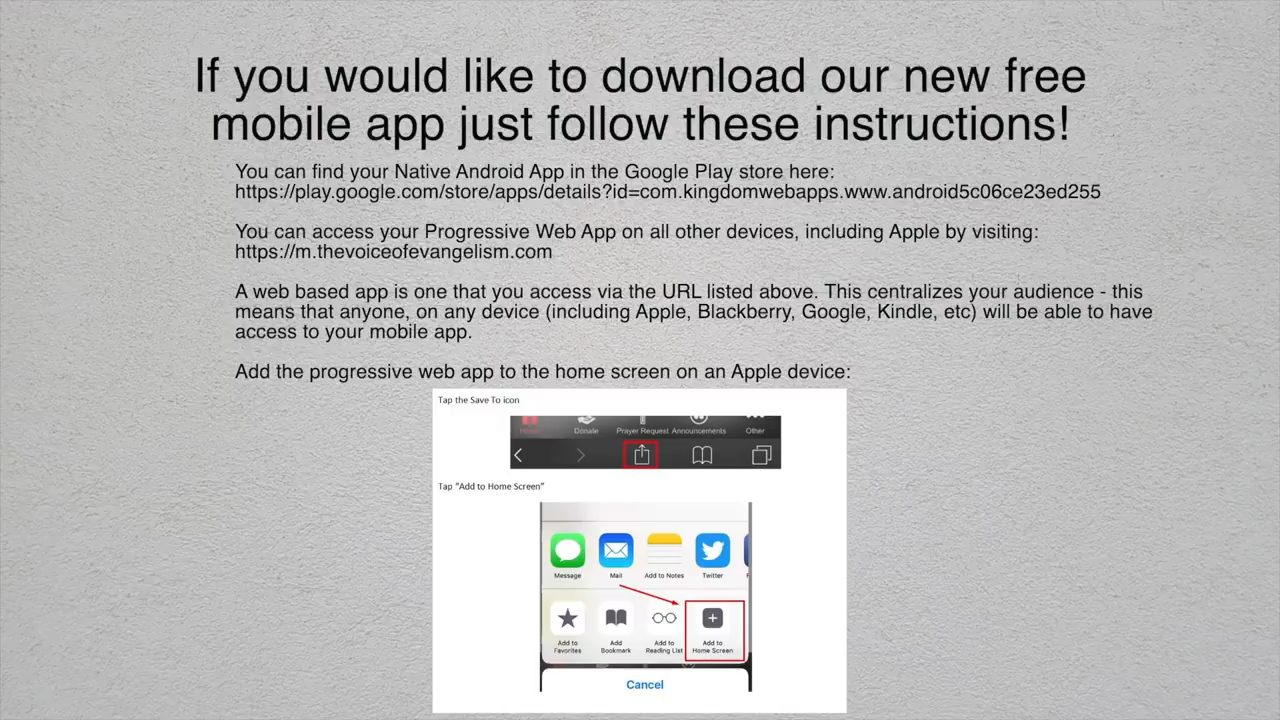 If you would like to download our new free
mobile app just follow these instructions!
You can find your Native Android App in the Google Play store here:
https://play.google.com/store/apps/details?id=com.kingdomwebapps.www.android5c06ce23ed255
You can access your Progressive Web App on all other devices, including Apple by visiting:
https://m.thevoiceofevangelism.com
A web based app is one that you access via the URL listed above. This centralizes your audience - this
means that anyone, on any device (including Apple, Blackberry, Google, Kindle, etc) will be able to have
access to your mobile app.
Add the progressive web app to the home screen on an Apple device:
Tap the Save To icon
Home Donate Prayer Request Announcements Other
Tap “Add to Home Screen”
Message Mail Add to Notes Twitter
Add to Favorites
Add Bookmark
Add to Reading List
Add to Home Screen
Cancel